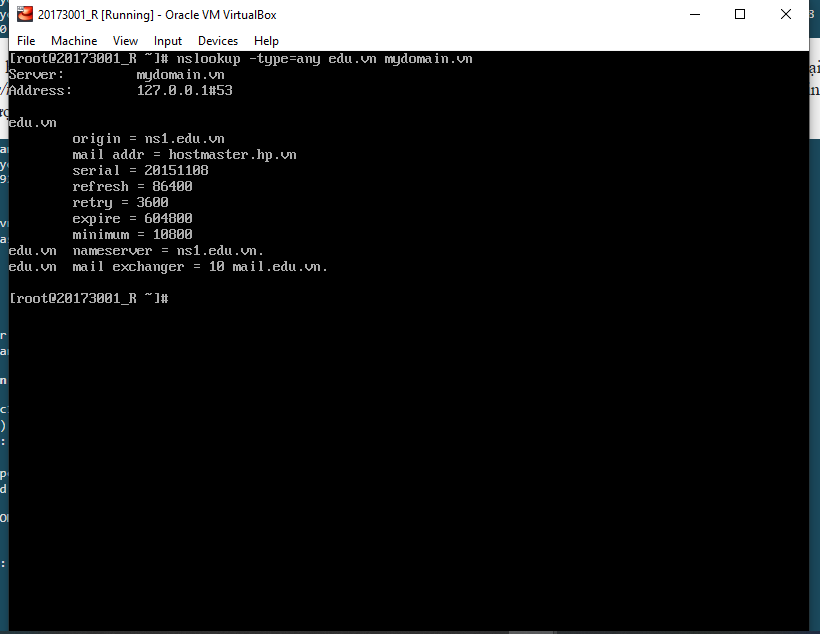 20173001_R [Running] - Oracle VM VirtualBox
File Machine View Input Devices Help
[root@20173001_R ~]# nslookup -type=any edu.vn mydomain.vn
Server: mydomain.vn
Address: 127.0.0.1#53
edu.vn
origin = ns1.edu.vn
mail addr = hostmaster.hp.vn
serial = 20151108
refresh = 86400
retry = 3600
expire = 604800
minimum = 10800
edu.vn nameserver = ns1.edu.vn.
edu.vn mail exchanger = 10 mail.edu.vn.
[root@20173001_R ~]#